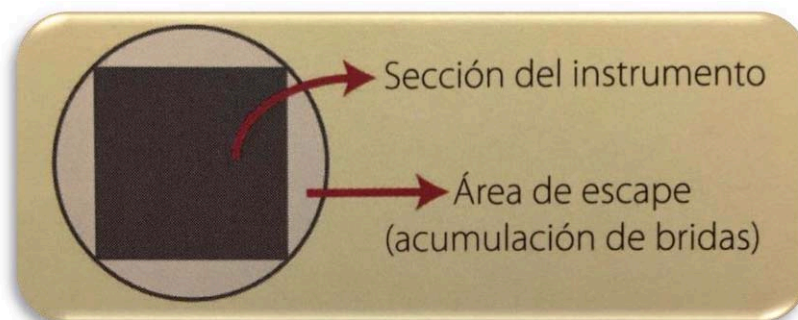 Sección del instrumento
Área de escape
(acumulación de bridas)